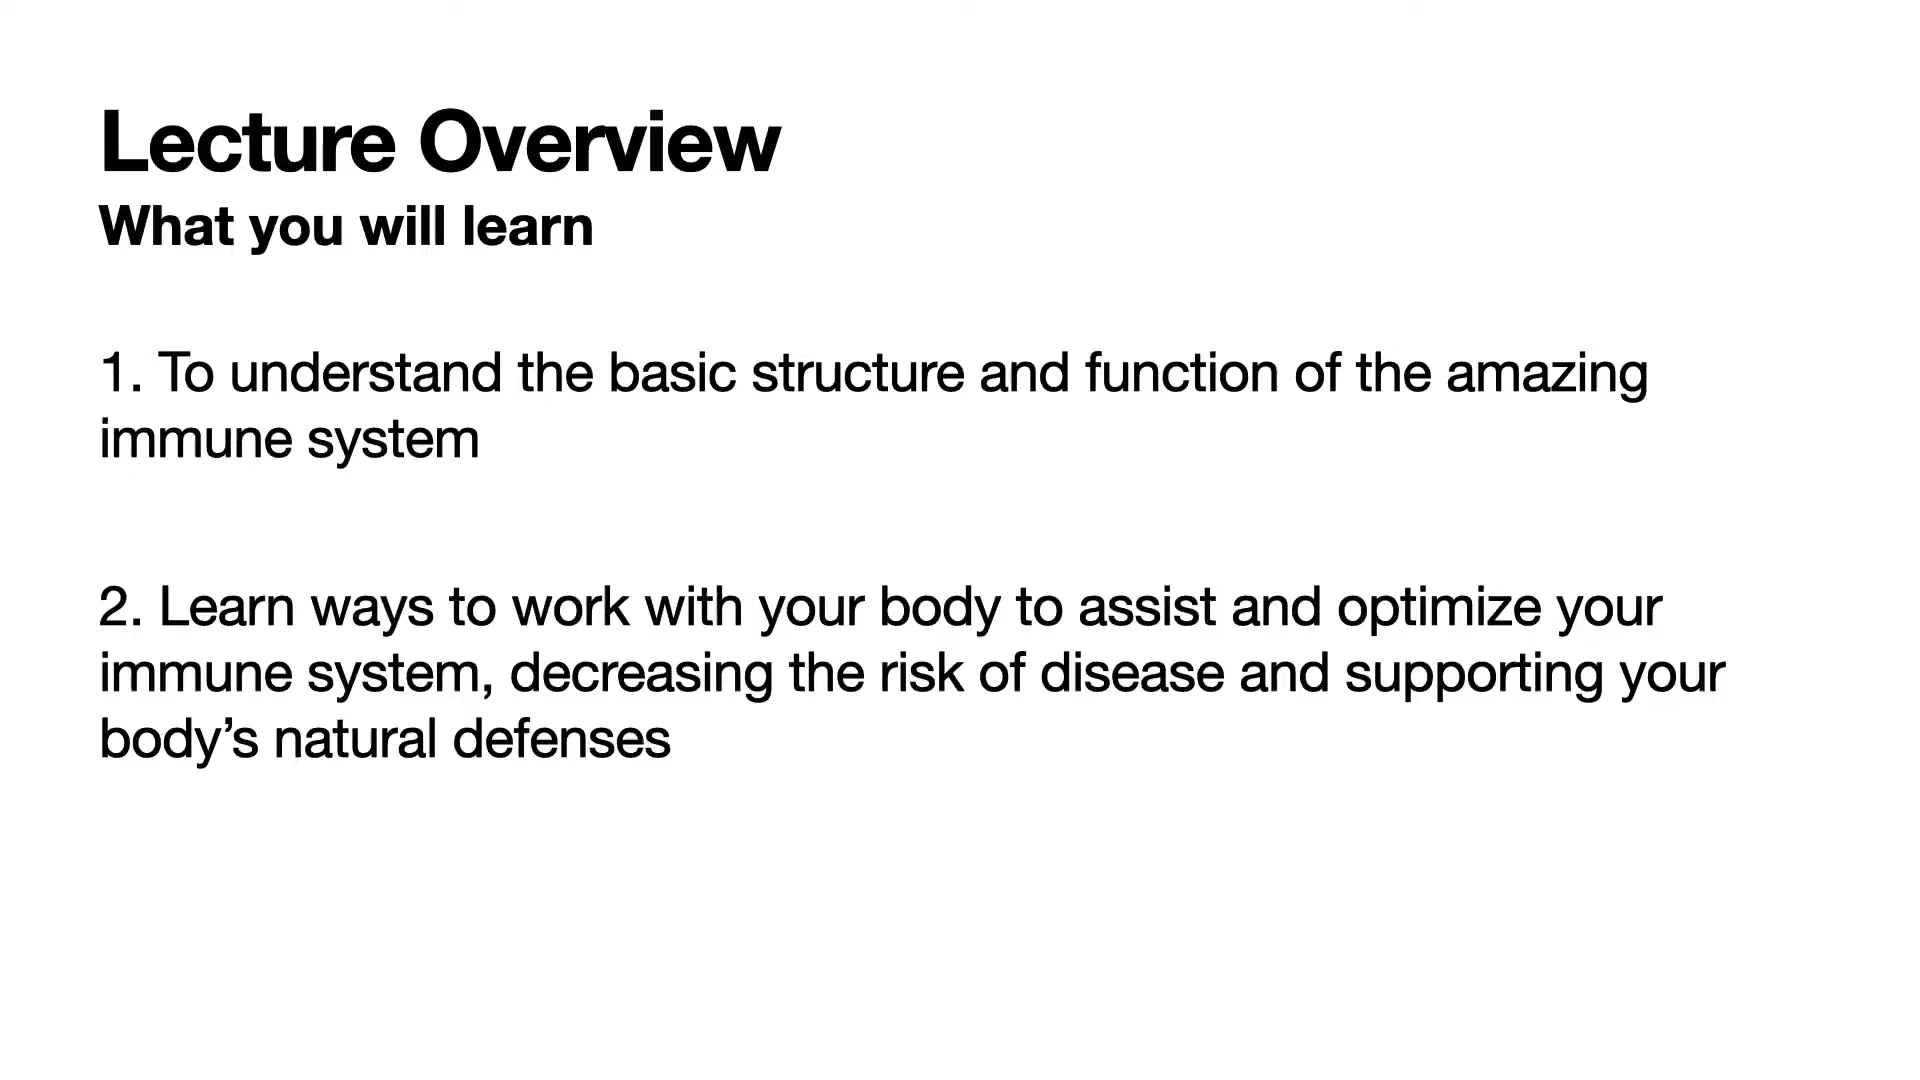 Lecture Overview
What you will learn
1. To understand the basic structure and function of the amazing
immune system
2. Learn ways to work with your body to assist and optimize your
immune system, decreasing the risk of disease and supporting your
body’s natural defenses